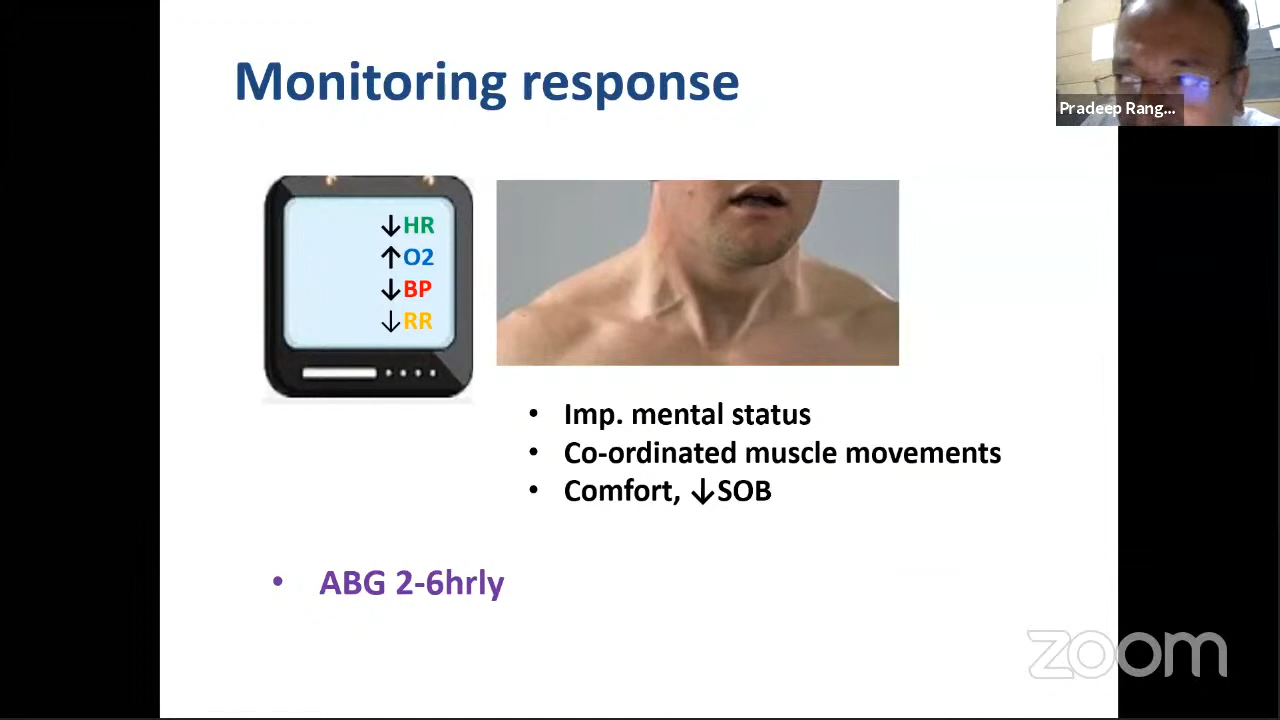 Monitoring response
Pradeep Rang...
↓HR
↑O2
↓BP
↓RR
• Imp. mental status
• Co-ordinated muscle movements
• Comfort, ↓SOB
• ABG 2-6hrly
zoom